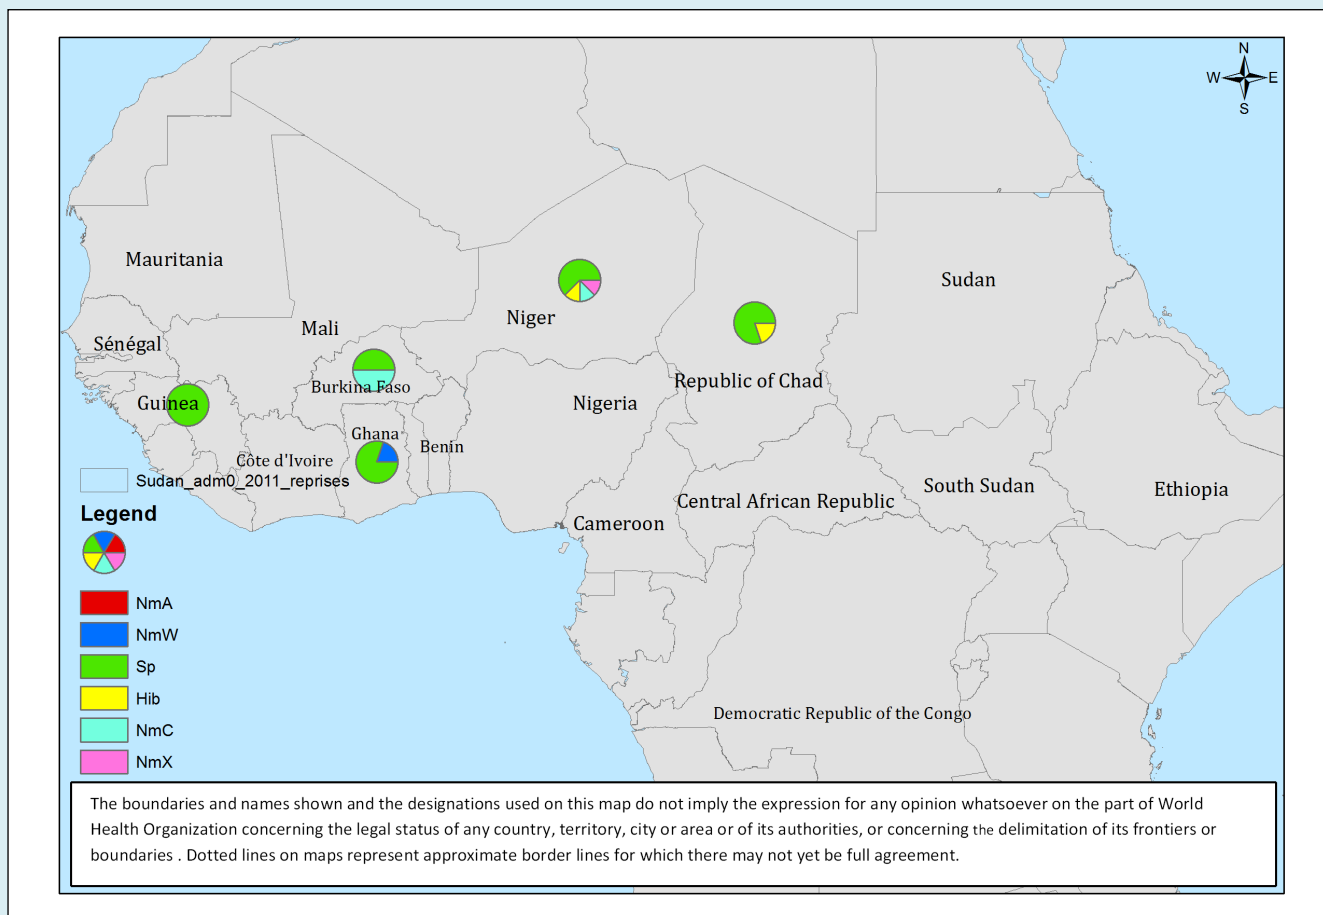 N
W E
S
Mauritania
Sudan
Niger
Mali
Sénégal
Republic of Chad
Burkina Faso
Guinea
Nigeria
Ghana
Benin
Côte d'Ivoire
Sudan_adm0_2011_reprises
South Sudan
Ethiopia
Central African Republic
Cameroon
Legend
NmA
NmW
Sp
Hib
NmC
NmX
Democratic Republic of the Congo
The boundaries and names shown and the designations used on this map do not imply the expression for any opinion whatsoever on the part of World
Health Organization concerning the legal status of any country, territory, city or area or of its authorities, or concerning the delimitation of its frontiers or
boundaries . Dotted lines on maps represent approximate border lines for which there may not yet be full agreement.